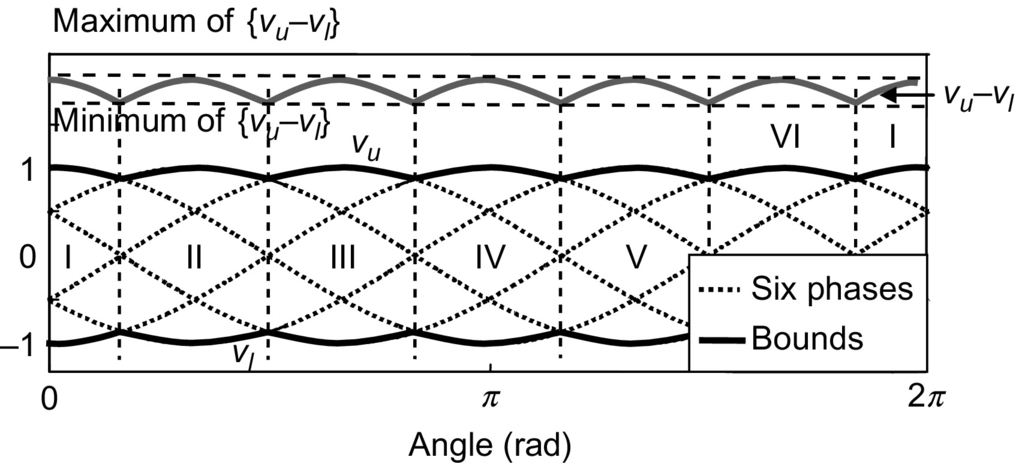 Maximum of {vu–vl}
vu–vl
Minimum of {vu–vl}
vu
VI
I
1
0
I
II
III
IV
V
Six phases
–1
Bounds
vl
0
π
2π
Angle (rad)